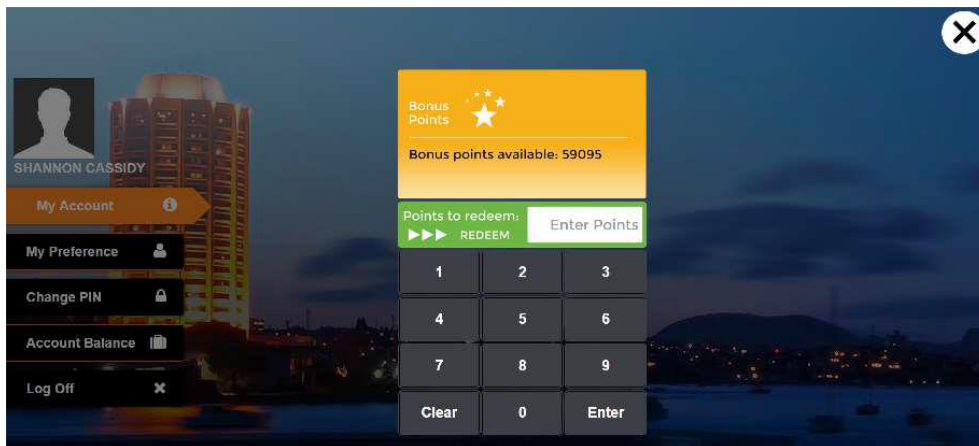 SHANNON CASSIDY
My Account
My Preference
Change PIN
Account Balance
Log Off
Bonus
Points
Bonus points available: 59095
Points to redeem:
REDEEM
Enter Points
1 2 3
4 5 6
7 8 9
Clear 0 Enter